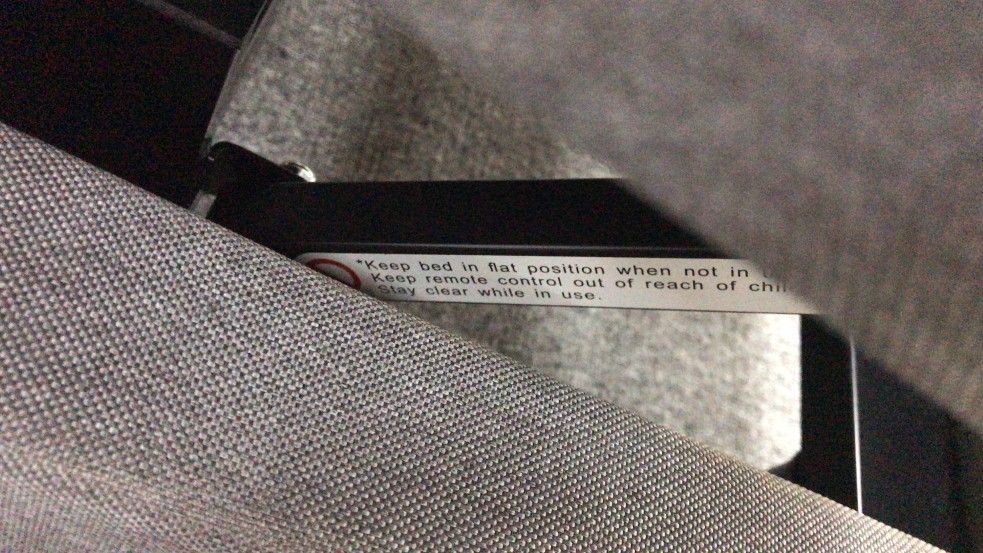 *Keep bed in flat position when not in
Keep remote control out of reach of
Stay clear while in use.